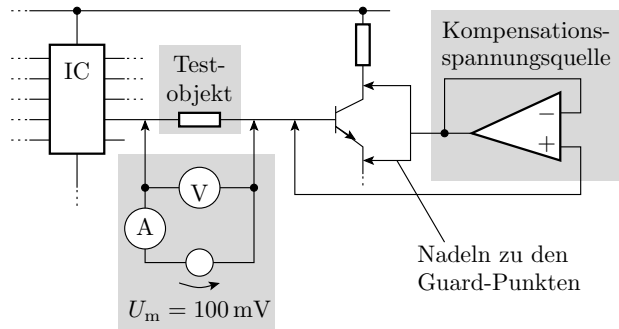 Kompensations-
spannungsquelle
IC
Test-
objekt
−
+
V
A
Nadeln zu den
Guard-Punkten
U_m = 100 mV